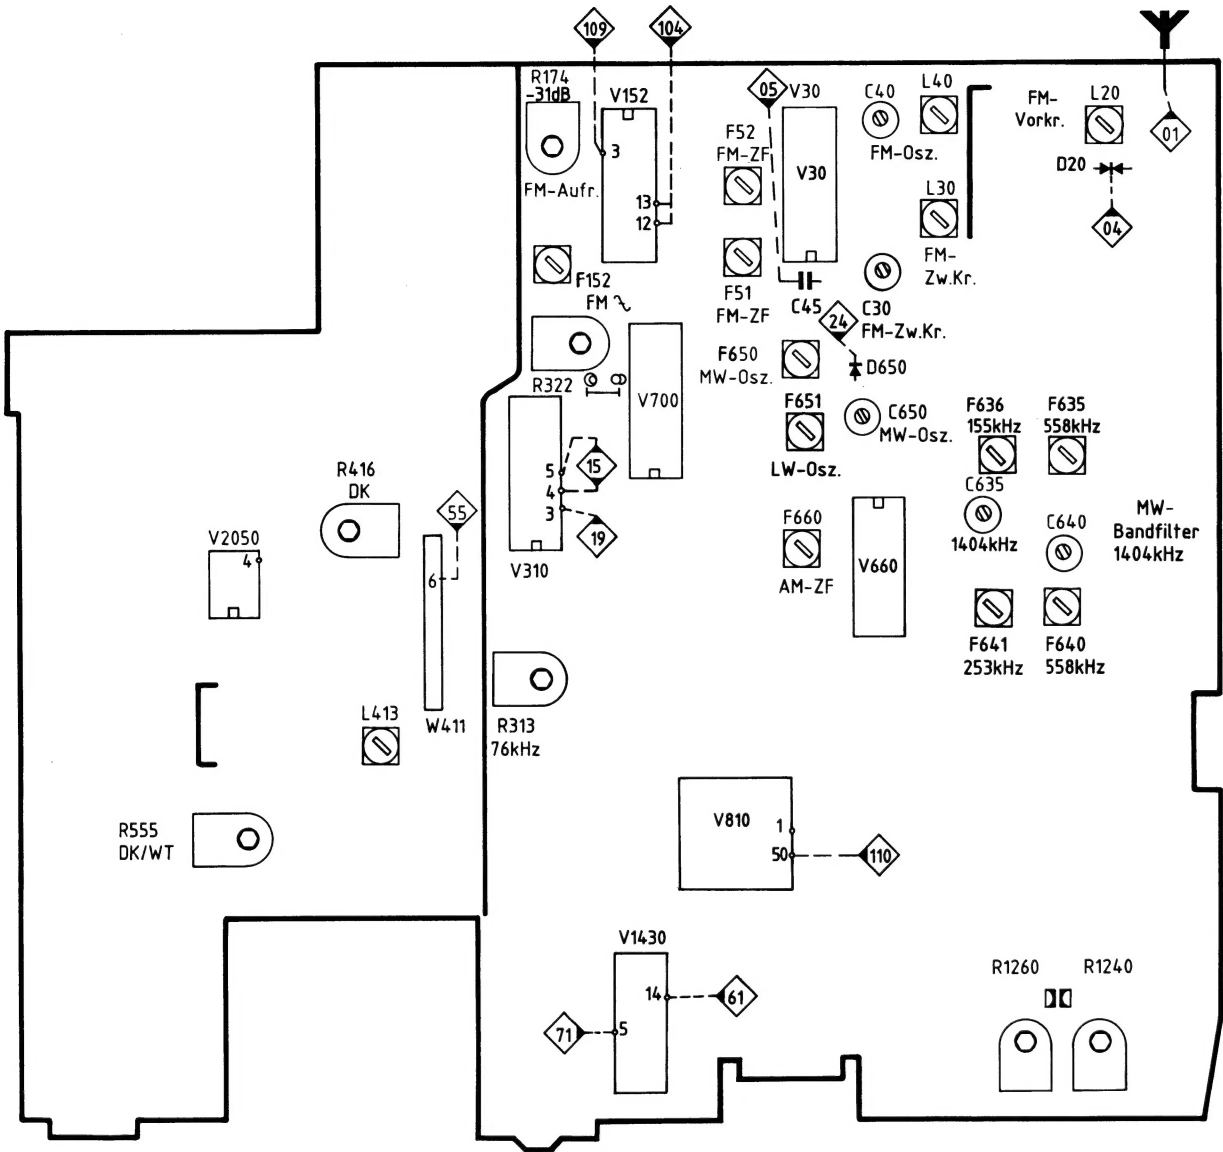 109
104
R174
-31dB
V152
3
13
12
FM-Aufr.
F152
FM
05
V30
V30
F52
FM-ZF
F51
FM-ZF
C45
C40
L40
FM-Osz.
L30
FM-
Zw.Kr.
C30
FM-Zw.Kr.
FM-
Vorkr.
L20
01
D20
04
24
D650
R322
V700
F650
MW-Osz.
F651
LW-Osz.
C650
MW-Osz.
F636
155kHz
F635
558kHz
C635
1404kHz
C640
MW-
Bandfilter
1404kHz
F641
253kHz
F640
558kHz
F660
AM-ZF
V660
5
4
3
15
19
V310
R416
DK
55
V2050
4
6
W411
L413
R313
76kHz
R555
DK/WT
V810
1
50
110
V1430
14
61
71
5
R1260
R1240